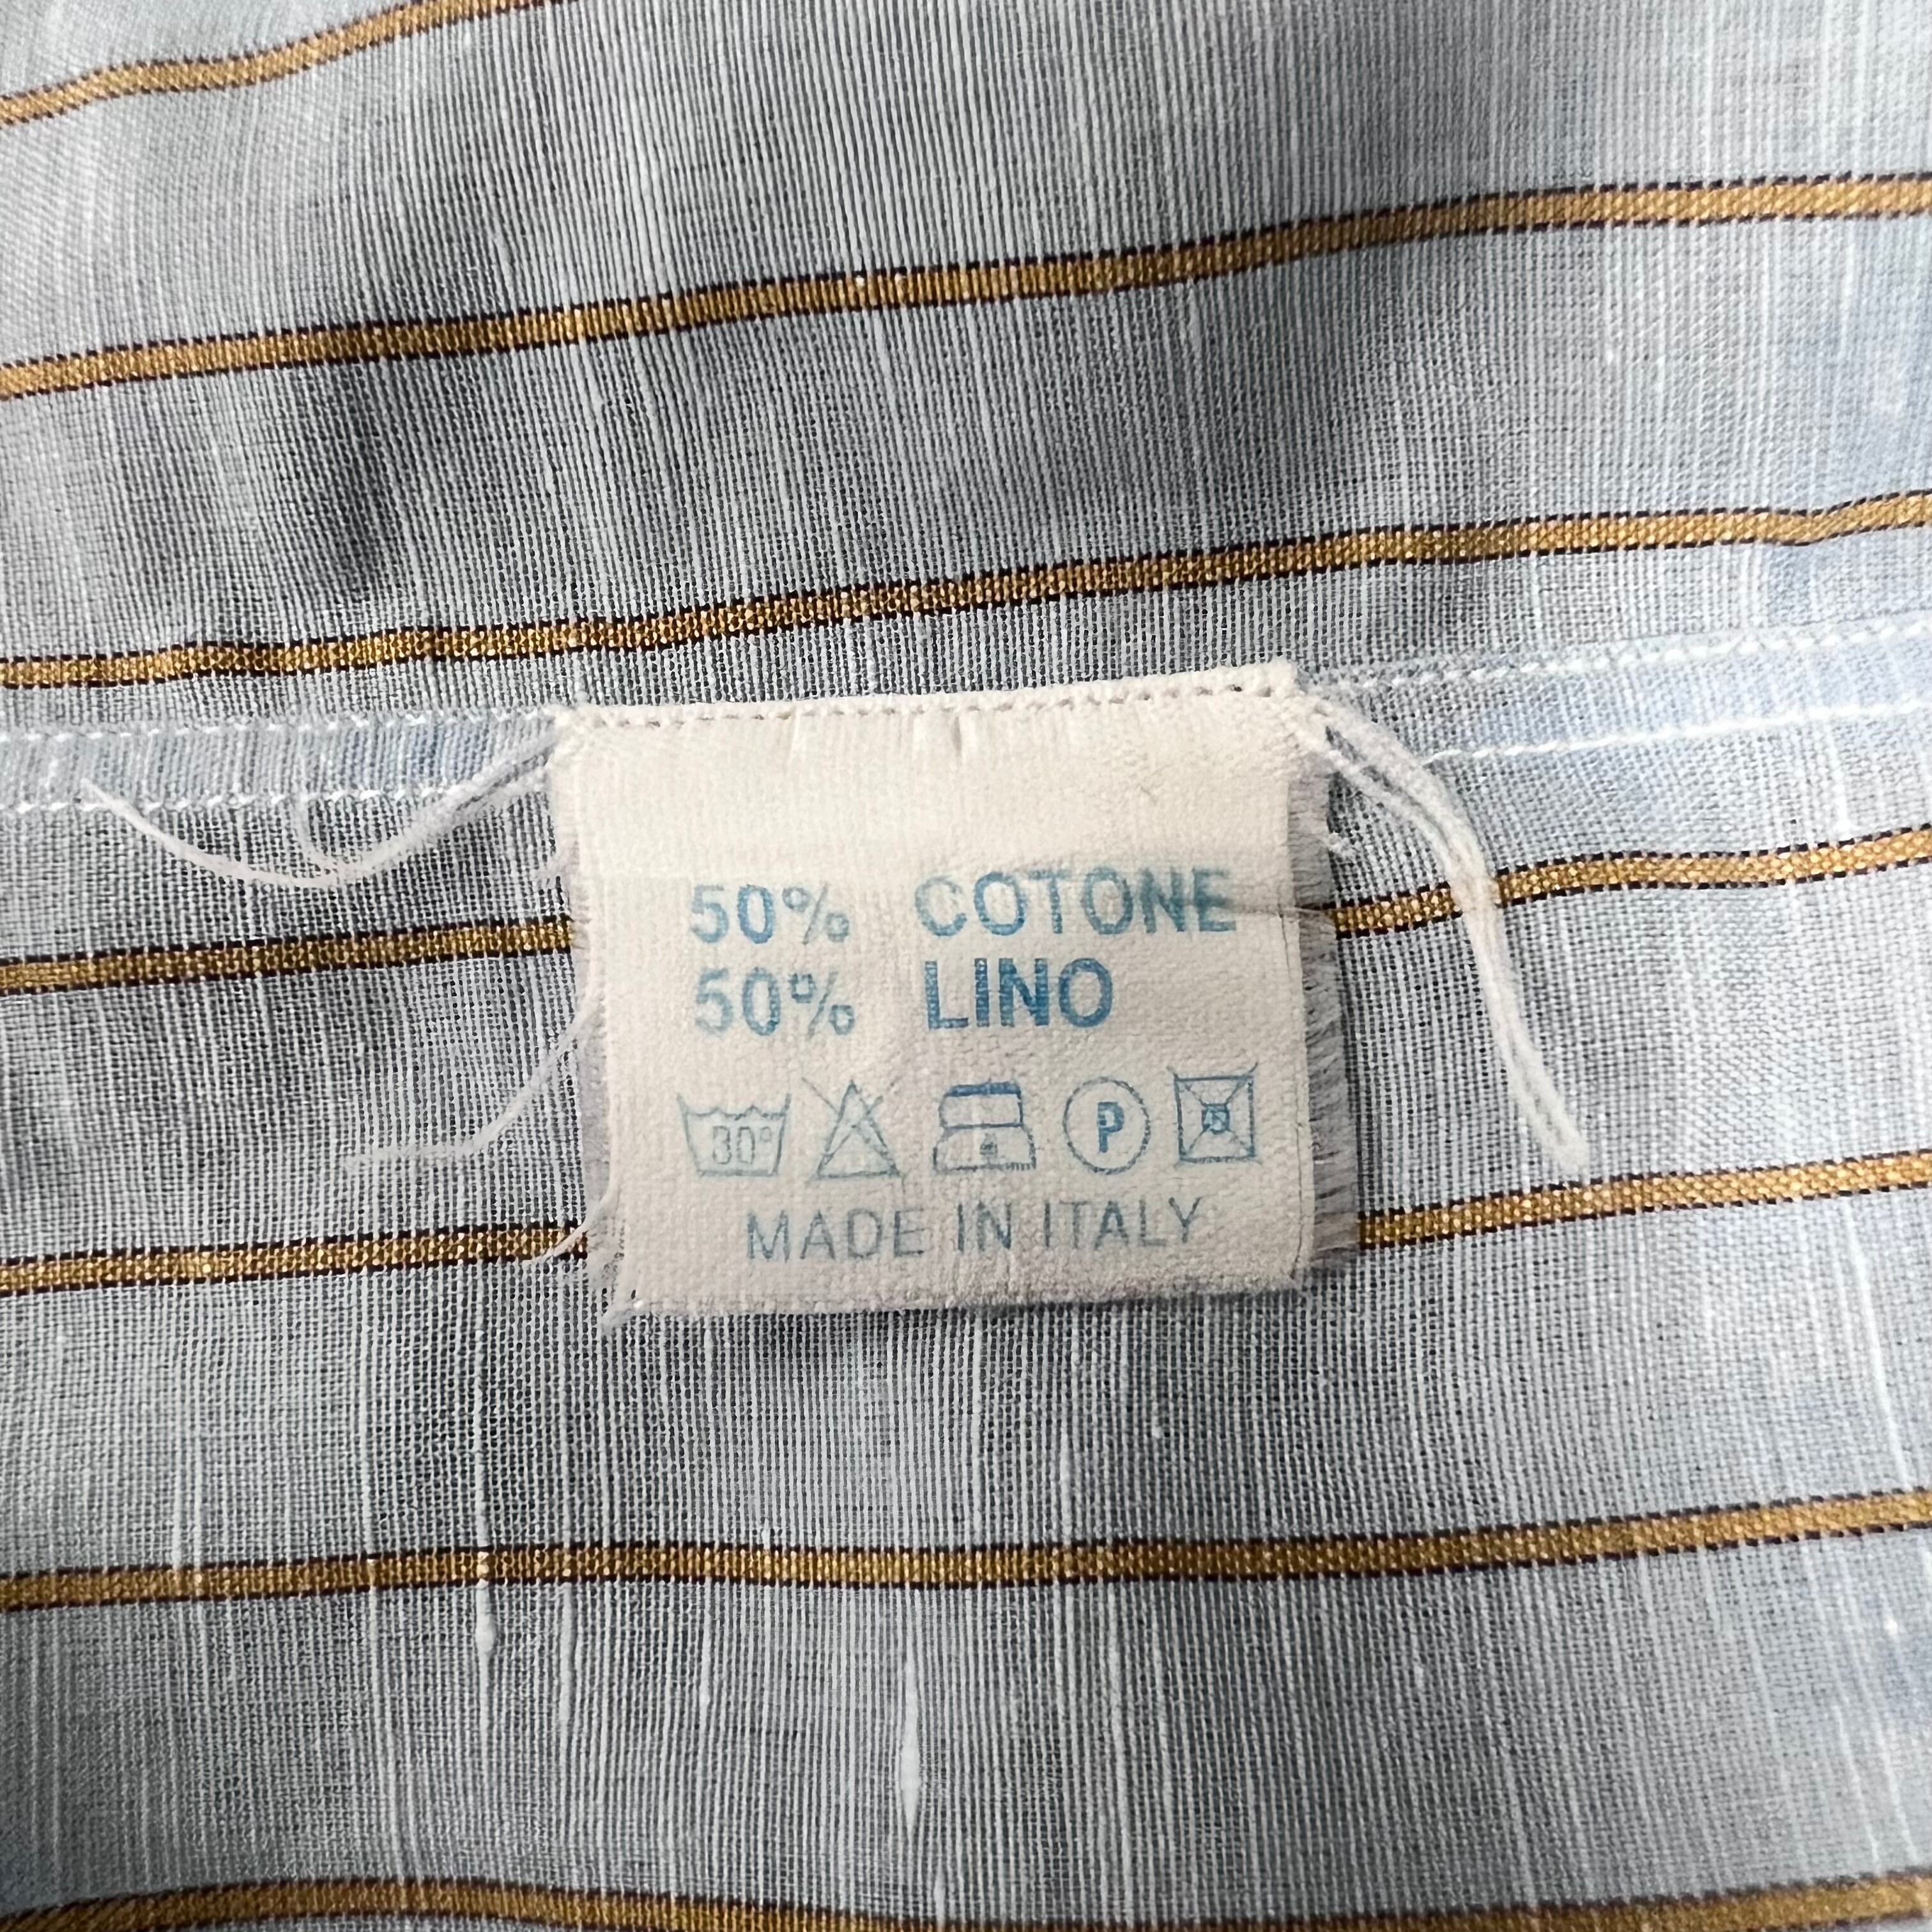 50% COTONE
50% LINO
30° P
MADE IN ITALY